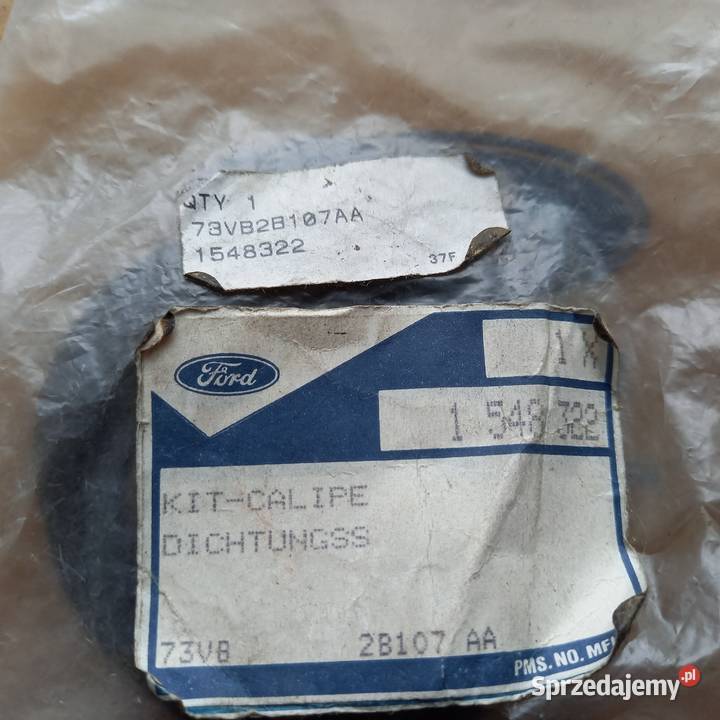 QTY 1
73VB2B107AA
1548322
37F
Ford
1 X
1 548 322
KIT-CALIPE
DICHTUNGSS
73VB 2B107 AA
PMS. NO. MFI
Sprzedajemy.pl